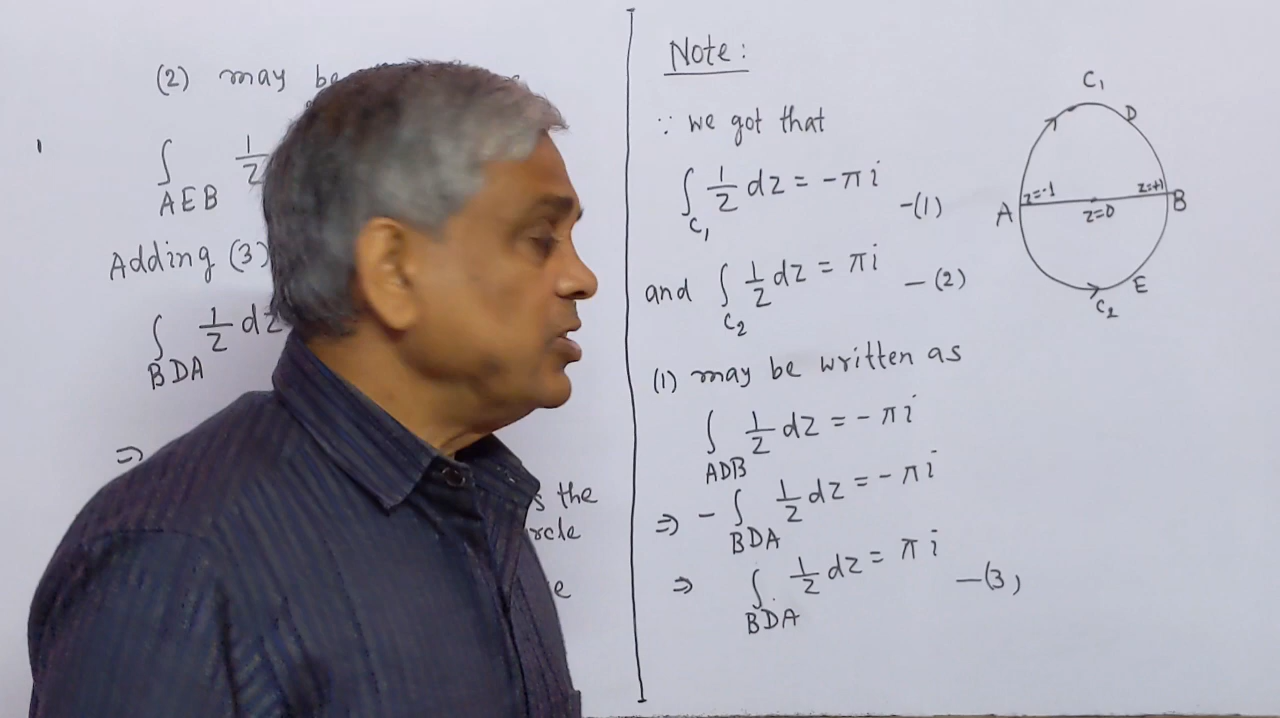 (2) may be
∫ 1/z
AEB
Adding (3)
∫ 1/z dz
BDA
⇒
s the
rcle
e
Note:
∵ we got that
∫ 1/z dz = -πi -(1)
C₁
and ∫ 1/z dz = πi -(2)
C₂
(1) may be written as
∫ 1/z dz = -πi
ADB
⇒ -∫ 1/z dz = -πi
BDA
⇒ ∫ 1/z dz = πi -(3)
BDA
C₁
D
z=-1
z=+1
A
z=0
B
E
C₂